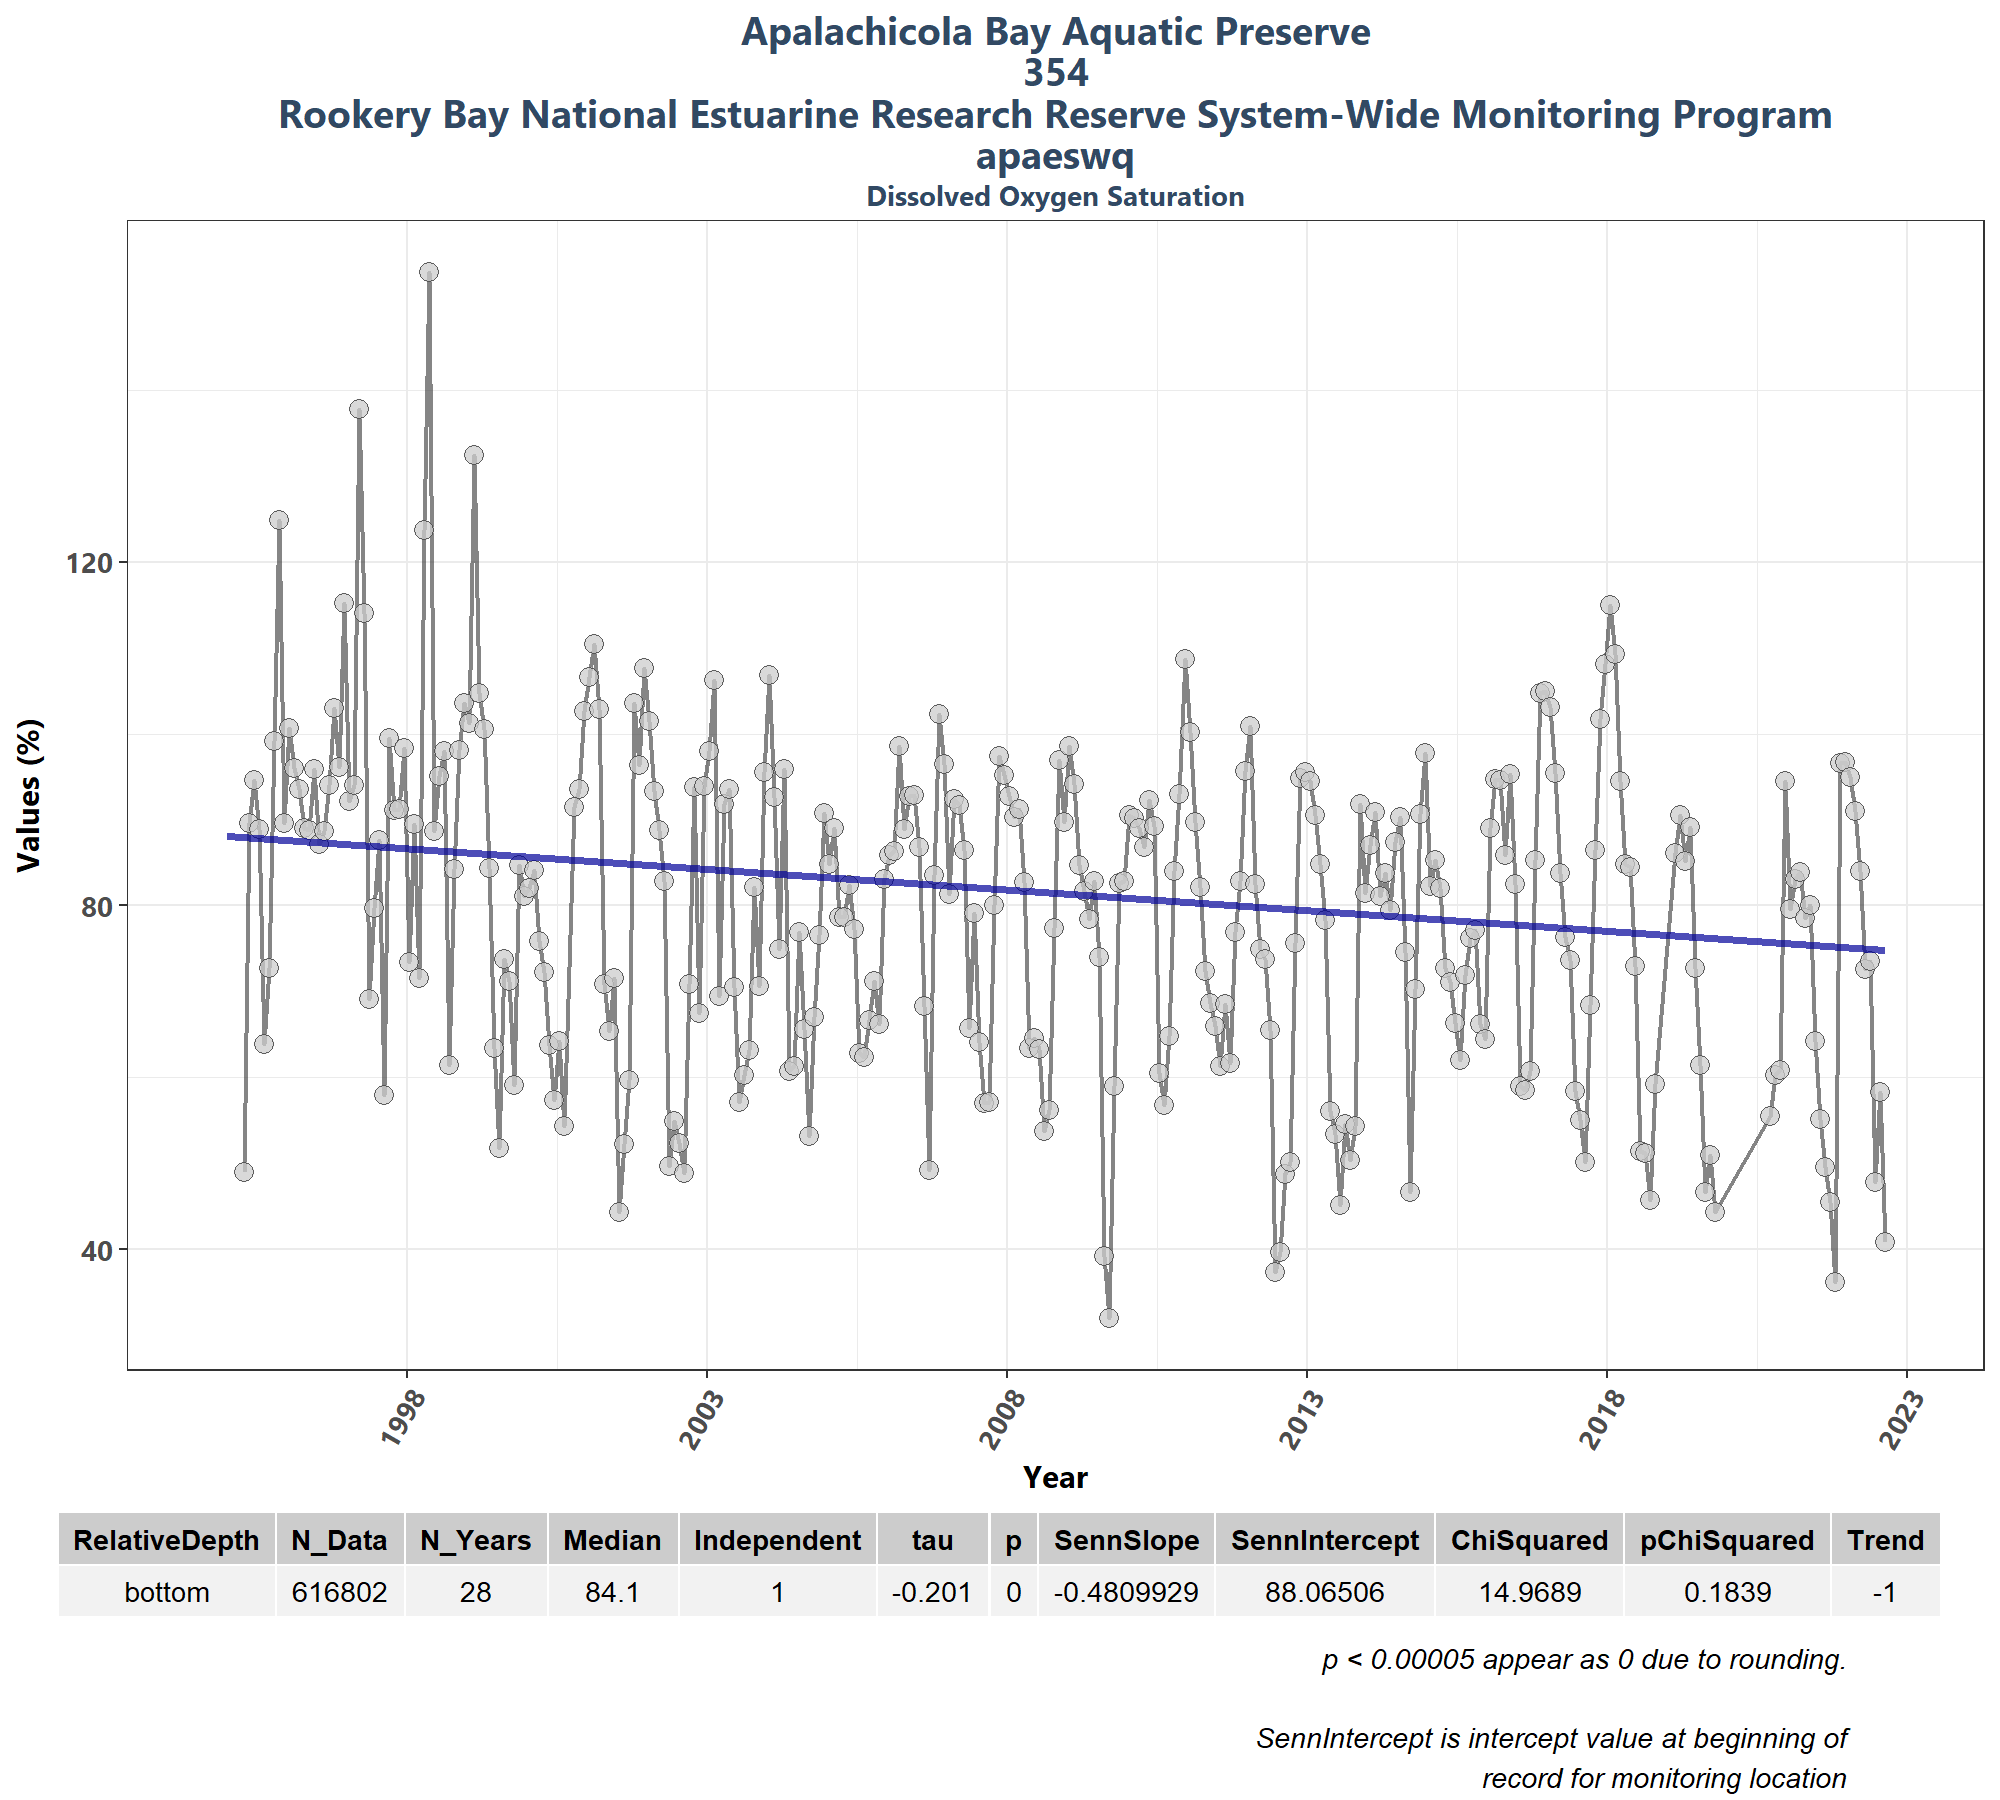 Apalachicola Bay Aquatic Preserve
354
Rookery Bay National Estuarine Research Reserve System-Wide Monitoring Program
apaeswq
Dissolved Oxygen Saturation
Values (%)
120
80
40
1998
2003
2008
2013
2018
2023
Year
RelativeDepth N_Data N_Years Median Independent tau p SennSlope SennIntercept ChiSquared pChiSquared Trend
bottom 616802 28 84.1 1 -0.201 0 -0.4809929 88.06506 14.9689 0.1839 -1
p < 0.00005 appear as 0 due to rounding.
SennIntercept is intercept value at beginning of
record for monitoring location